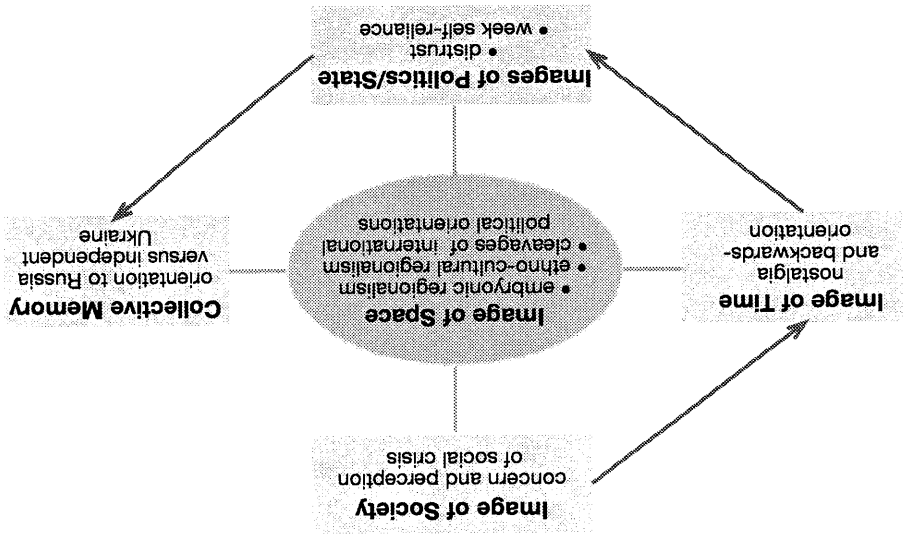 Image of Society
concern and perception
of social crisis
Image of Time
nostalgia
and backwards-
orientation
Image of Space
• embryonic regionalism
• ethno-cultural regionalism
• cleavages of international
political orientations
Collective Memory
orientation to Russia
versus independent
Ukraine
Images of Politics/State
• distrust
• week self-reliance